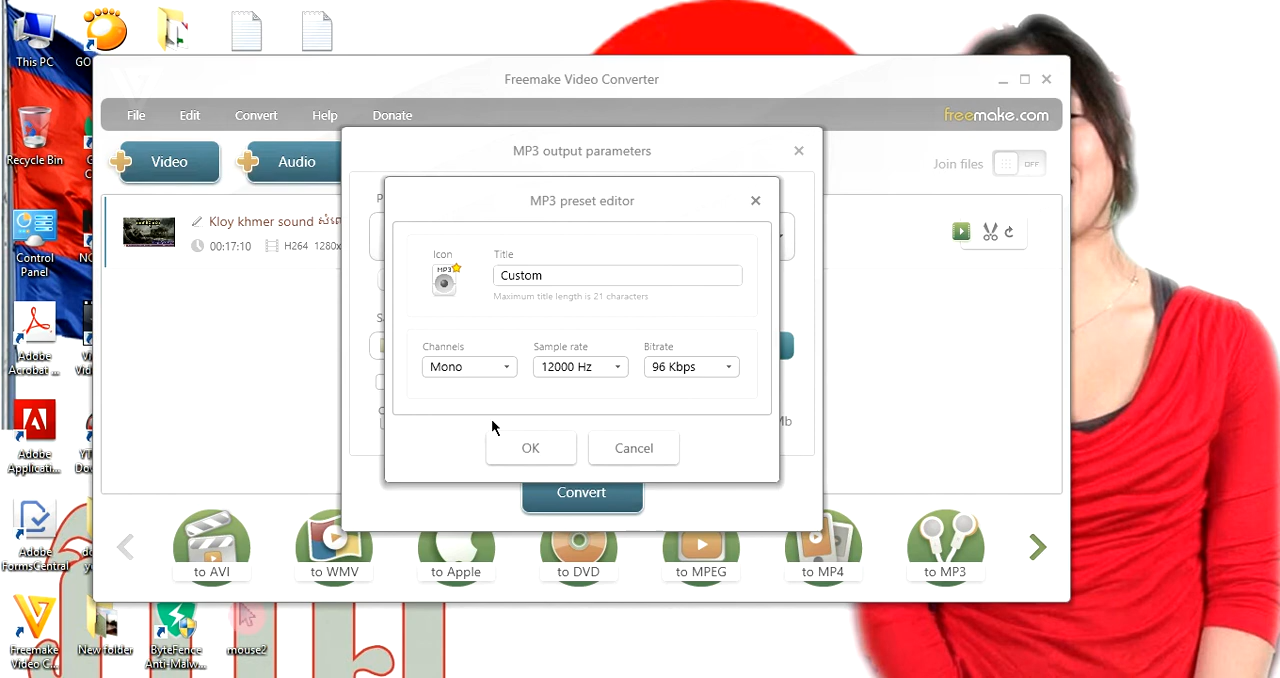 This PC
Recycle Bin
Control
Panel
Adobe
Acrobat ...
Adobe
Applicati...
Adobe
FormsCentral
Freemake
Video C...
New folder
ByteFence
Anti-Malw...
mouse2
Freemake Video Converter
File Edit Convert Help Donate
freemake.com
Video Audio
Join files OFF
Kloy khmer sound
00:17:10 H264 1280x
MP3 output parameters
MP3 preset editor
Icon Title
MP3
Custom
Maximum title length is 21 characters
Channels Sample rate Bitrate
Mono 12000 Hz 96 Kbps
Mb
OK Cancel
Convert
to AVI to WMV to Apple to DVD to MPEG to MP4 to MP3